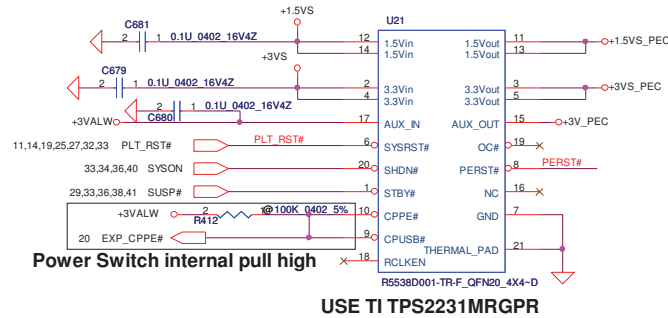 +1.5VS
U21
C681
2 1 0.1U_0402_16V4Z
12 1.5Vin 1.5Vout 11 +1.5VS_PEC
14 1.5Vin 1.5Vout 13
+3VS
C679
2 1 0.1U_0402_16V4Z
2 3.3Vin 3.3Vout 3 +3VS_PEC
4 3.3Vin 3.3Vout 5
2 1 0.1U_0402_16V4Z
+3VALW C680 17 AUX_IN AUX_OUT 15 +3V_PEC
11,14,19,25,27,32,33 PLT_RST# PLT_RST# 6 SYSRST# OC# 19
33,34,36,40 SYSON 20 SHDN# PERST# 8 PERST#
29,33,36,38,41 SUSP# 1 STBY# NC 16
+3VALW 2 1 @100K_0402_5% 10 CPPE# GND 7
R412
20 EXP_CPPE# 9 CPUSB# THERMAL_PAD 21
Power Switch internal pull high
18 RCLKEN
R5538D001-TR-F_QFN20_4X4~D
USE TI TPS2231MRGPR